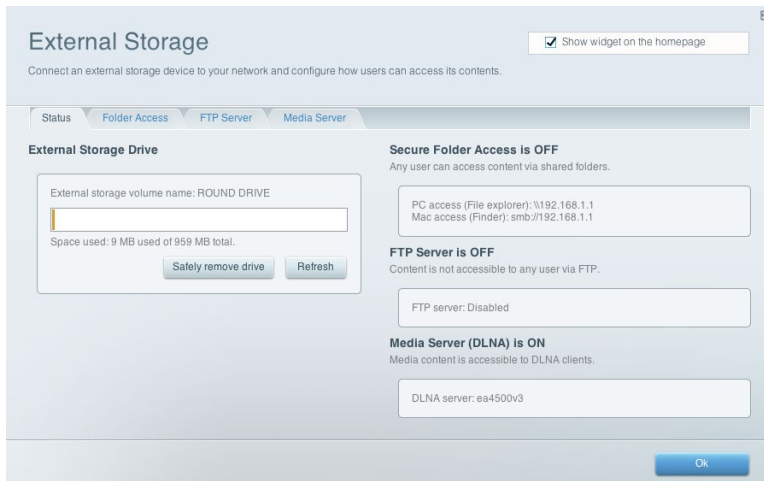 External Storage
Show widget on the homepage
Connect an external storage device to your network and configure how users can access its contents.
Status
Folder Access
FTP Server
Media Server
External Storage Drive
External storage volume name: ROUND DRIVE
Space used: 9 MB used of 959 MB total.
Safely remove drive
Refresh
Secure Folder Access is OFF
Any user can access content via shared folders.
PC access (File explorer): \\192.168.1.1
Mac access (Finder): smb://192.168.1.1
FTP Server is OFF
Content is not accessible to any user via FTP.
FTP server: Disabled
Media Server (DLNA) is ON
Media content is accessible to DLNA clients.
DLNA server: ea4500v3
Ok